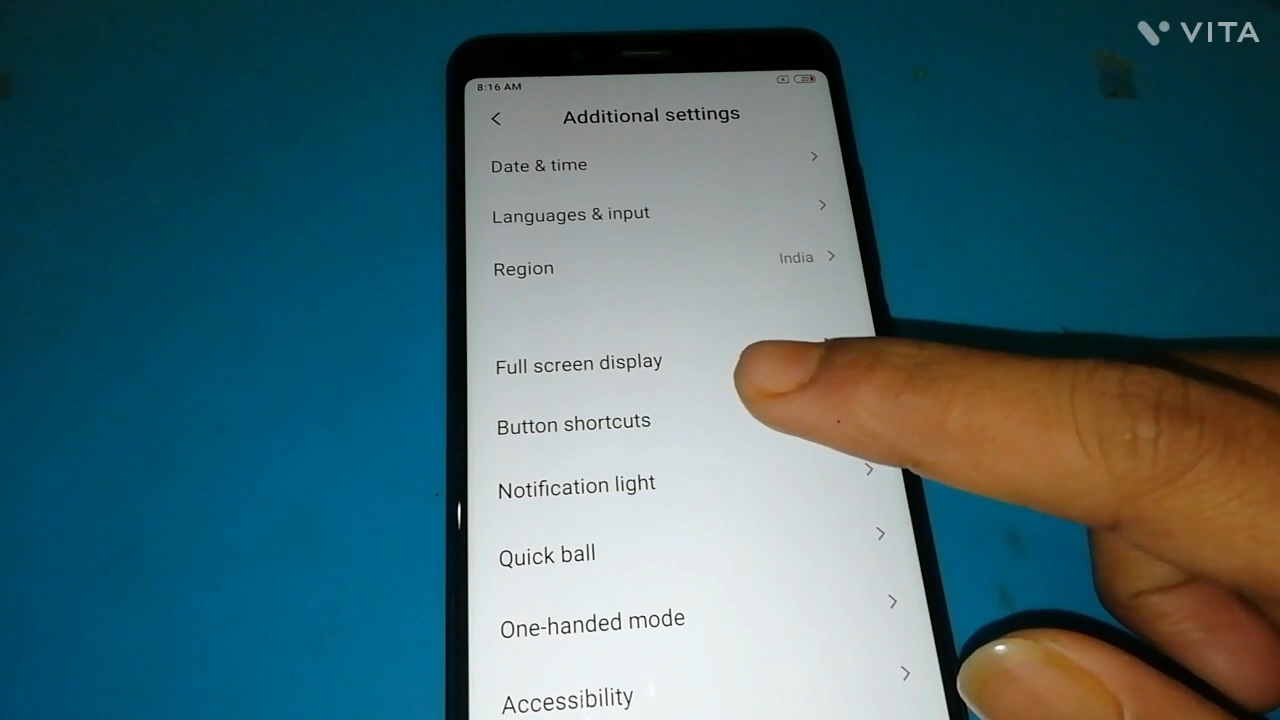 VITA
8:16 AM
20
Additional settings
Date & time
Languages & input
Region
India
Full screen display
Button shortcuts
Notification light
Quick ball
One-handed mode
Accessibility